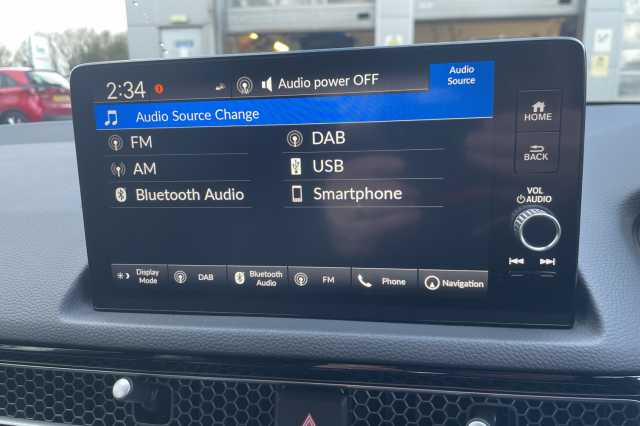 2:34
Audio power OFF
Audio
Source
Audio Source Change
FM
DAB
AM
USB
Bluetooth Audio
Smartphone
HOME
BACK
VOL
AUDIO
Display
Mode
DAB
Bluetooth
Audio
FM
Phone
Navigation